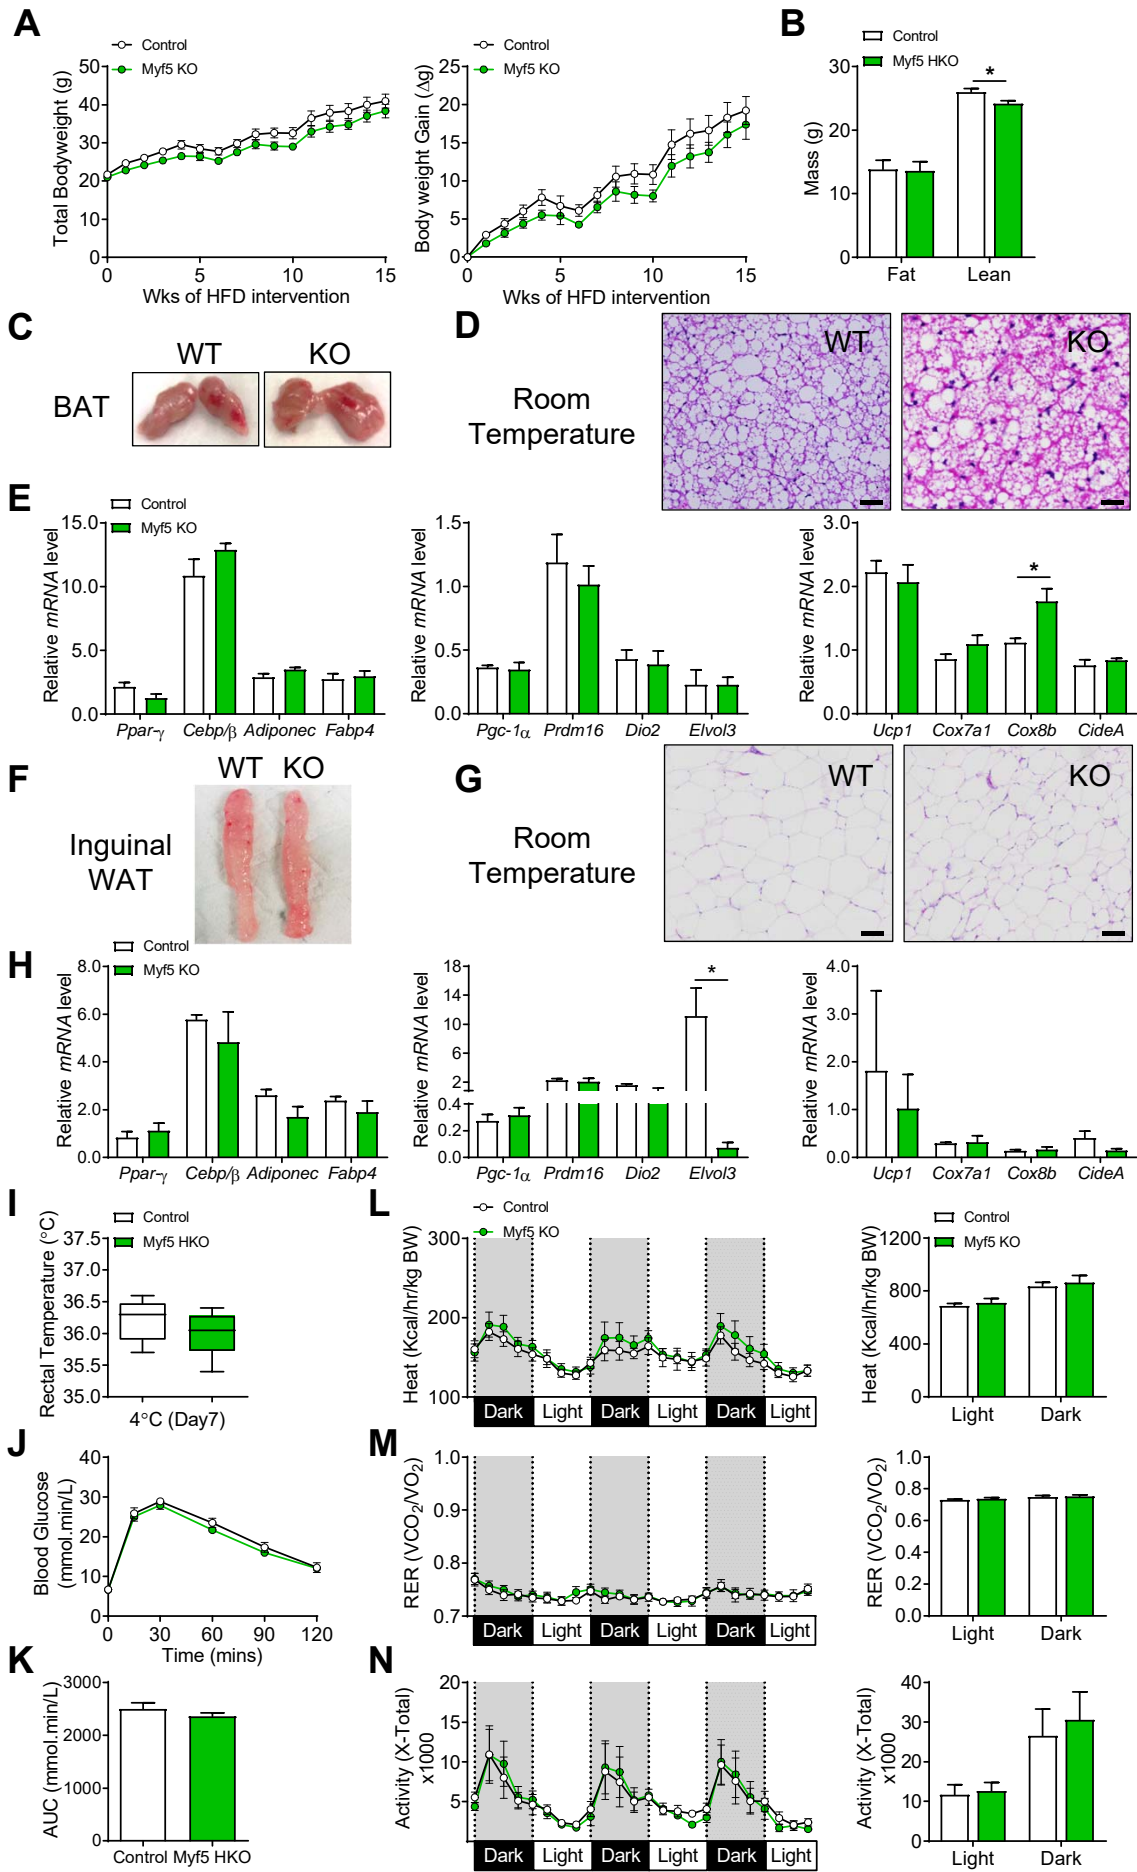 A
Control
Myf5 KO
Total Bodyweight (g)
50
40
30
20
10
0
0
5
10
15
Wks of HFD intervention
Control
Myf5 KO
Body weight Gain (Δg)
25
20
15
10
5
0
0
5
10
15
Wks of HFD intervention
B
Control
Myf5 HKO
Mass (g)
30
20
10
0
*
Fat
Lean
C
WT
KO
BAT
D
Room
Temperature
WT
KO
E
Control
Myf5 KO
Relative mRNA level
15.0
10.0
5.0
0.0
Ppar-γ
Cebp/β
Adiponec
Fabp4
Relative mRNA level
1.5
1.0
0.5
0.0
Pgc-1α
Prdm16
Dio2
Elvol3
Relative mRNA level
3.0
2.0
1.0
0.0
*
Ucp1
Cox7a1
Cox8b
CideA
F
WT
KO
Inguinal
WAT
G
Room
Temperature
WT
KO
H
Control
Myf5 KO
Relative mRNA level
8.0
6.0
4.0
2.0
0.0
Ppar-γ
Cebp/β
Adiponec
Fabp4
Relative mRNA level
18
14
10
6
2
0.4
0.2
0.0
*
Pgc-1α
Prdm16
Dio2
Elvol3
Relative mRNA level
4.0
3.0
2.0
1.0
0.0
Ucp1
Cox7a1
Cox8b
CideA
I
Control
Myf5 HKO
Rectal Temperature (°C)
37.5
37.0
36.5
36.0
35.5
35.0
4°C (Day7)
L
Control
Myf5 KO
Heat (Kcal/hr/kg BW)
300
200
100
Dark
Light
Dark
Light
Dark
Light
Control
Myf5 KO
Heat (Kcal/hr/kg BW)
1200
800
400
0
Light
Dark
J
Blood Glucose
(mmol.min/L)
40
30
20
10
0
0
30
60
90
120
Time (mins)
M
RER (VCO2/VO2)
1.0
0.9
0.8
0.7
Dark
Light
Dark
Light
Dark
Light
RER (VCO2/VO2)
1.0
0.8
0.6
0.4
0.2
0.0
Light
Dark
K
AUC (mmol.min/L)
3000
2000
1000
0
Control
Myf5 HKO
N
Activity (X-Total)
x1000
20
15
10
5
Dark
Light
Dark
Light
Dark
Light
Activity (X-Total)
x1000
40
30
20
10
0
Light
Dark